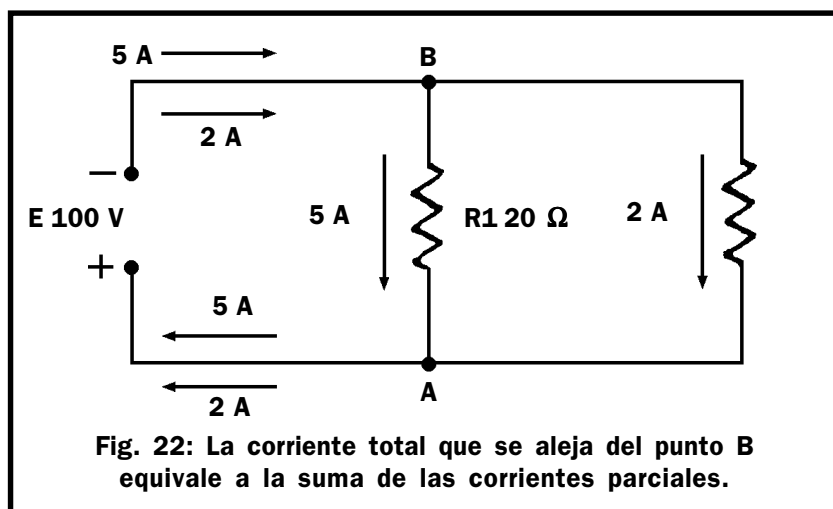 5 A
B
2 A
−
E 100 V
5 A
R1 20 Ω
2 A
+
5 A
2 A
A
Fig. 22: La corriente total que se aleja del punto B
equivale a la suma de las corrientes parciales.